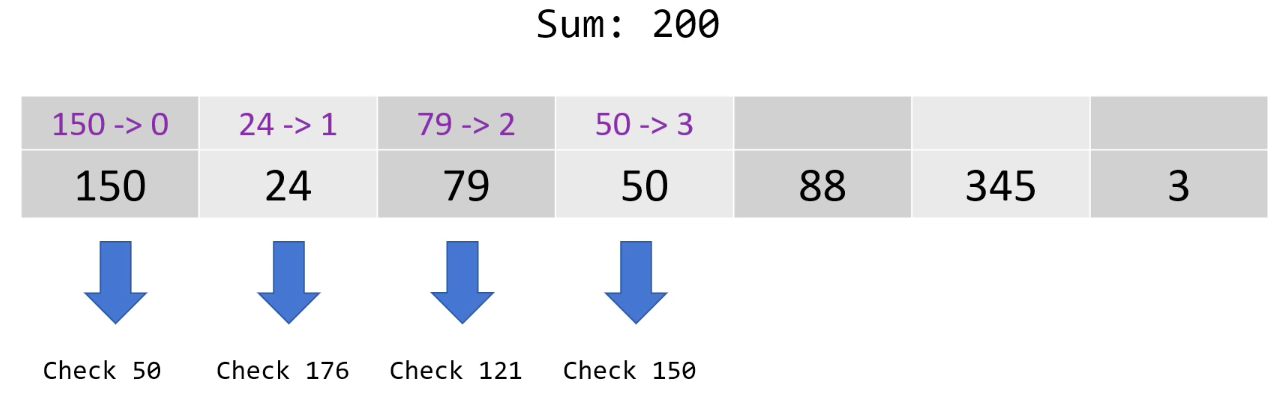 Sum: 200
150 -> 0 24 -> 1 79 -> 2 50 -> 3
150 24 79 50 88 345 3
Check 50 Check 176 Check 121 Check 150